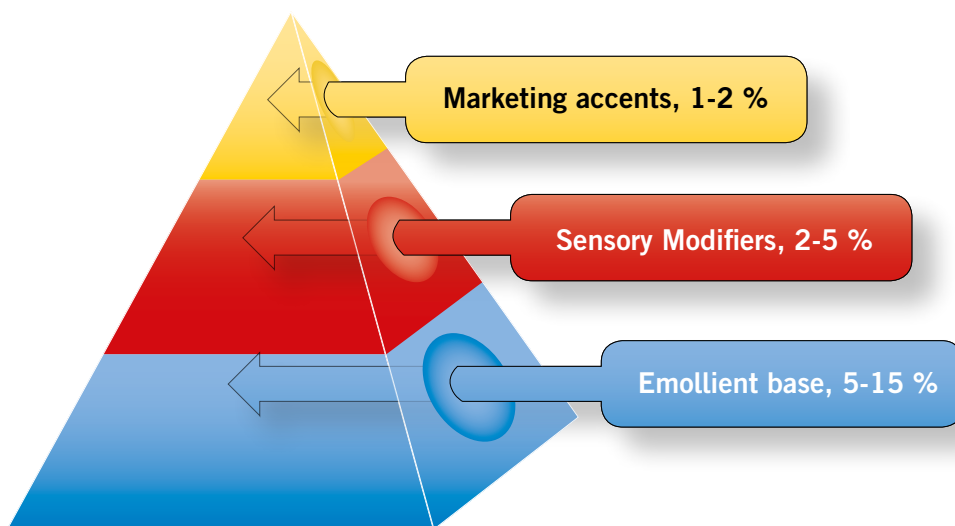 Marketing accents, 1-2 %
Sensory Modifiers, 2-5 %
Emollient base, 5-15 %